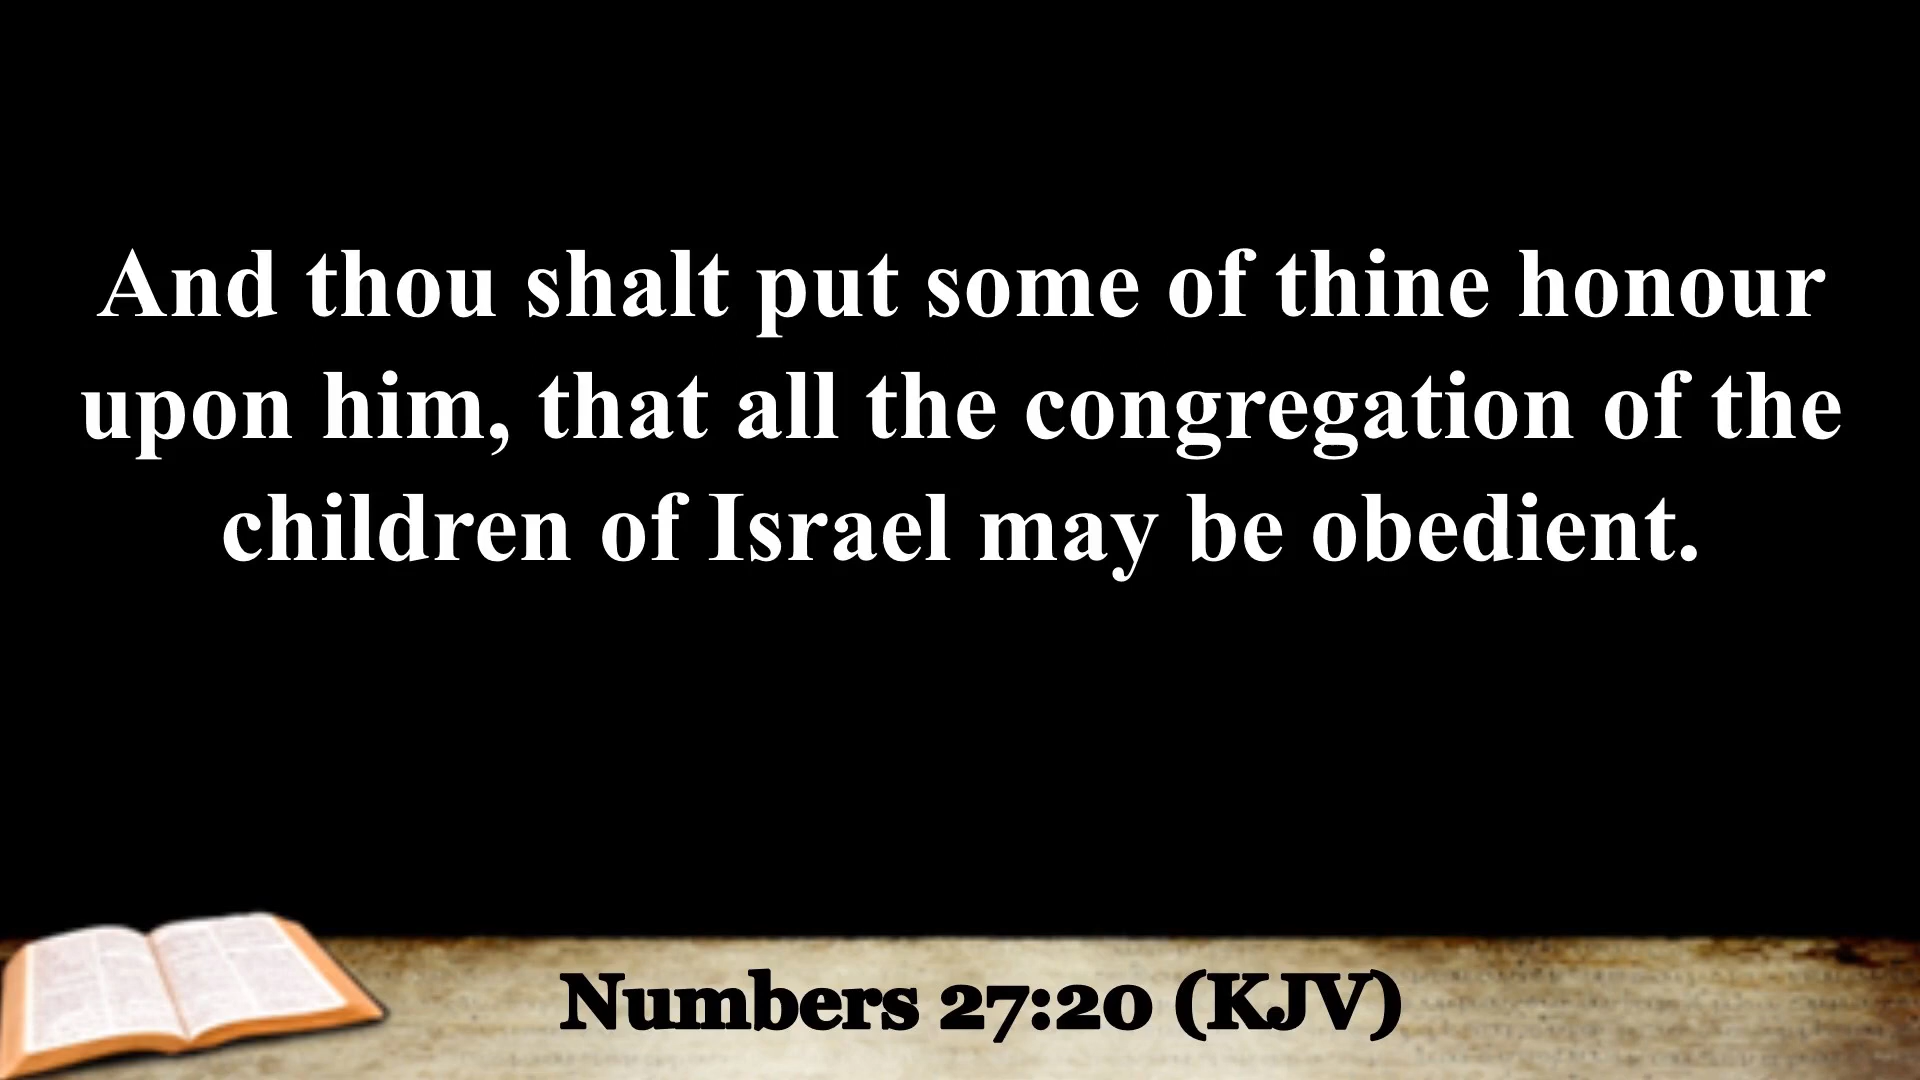 And thou shalt put some of thine honour
upon him, that all the congregation of the
children of Israel may be obedient.
Numbers 27:20 (KJV)